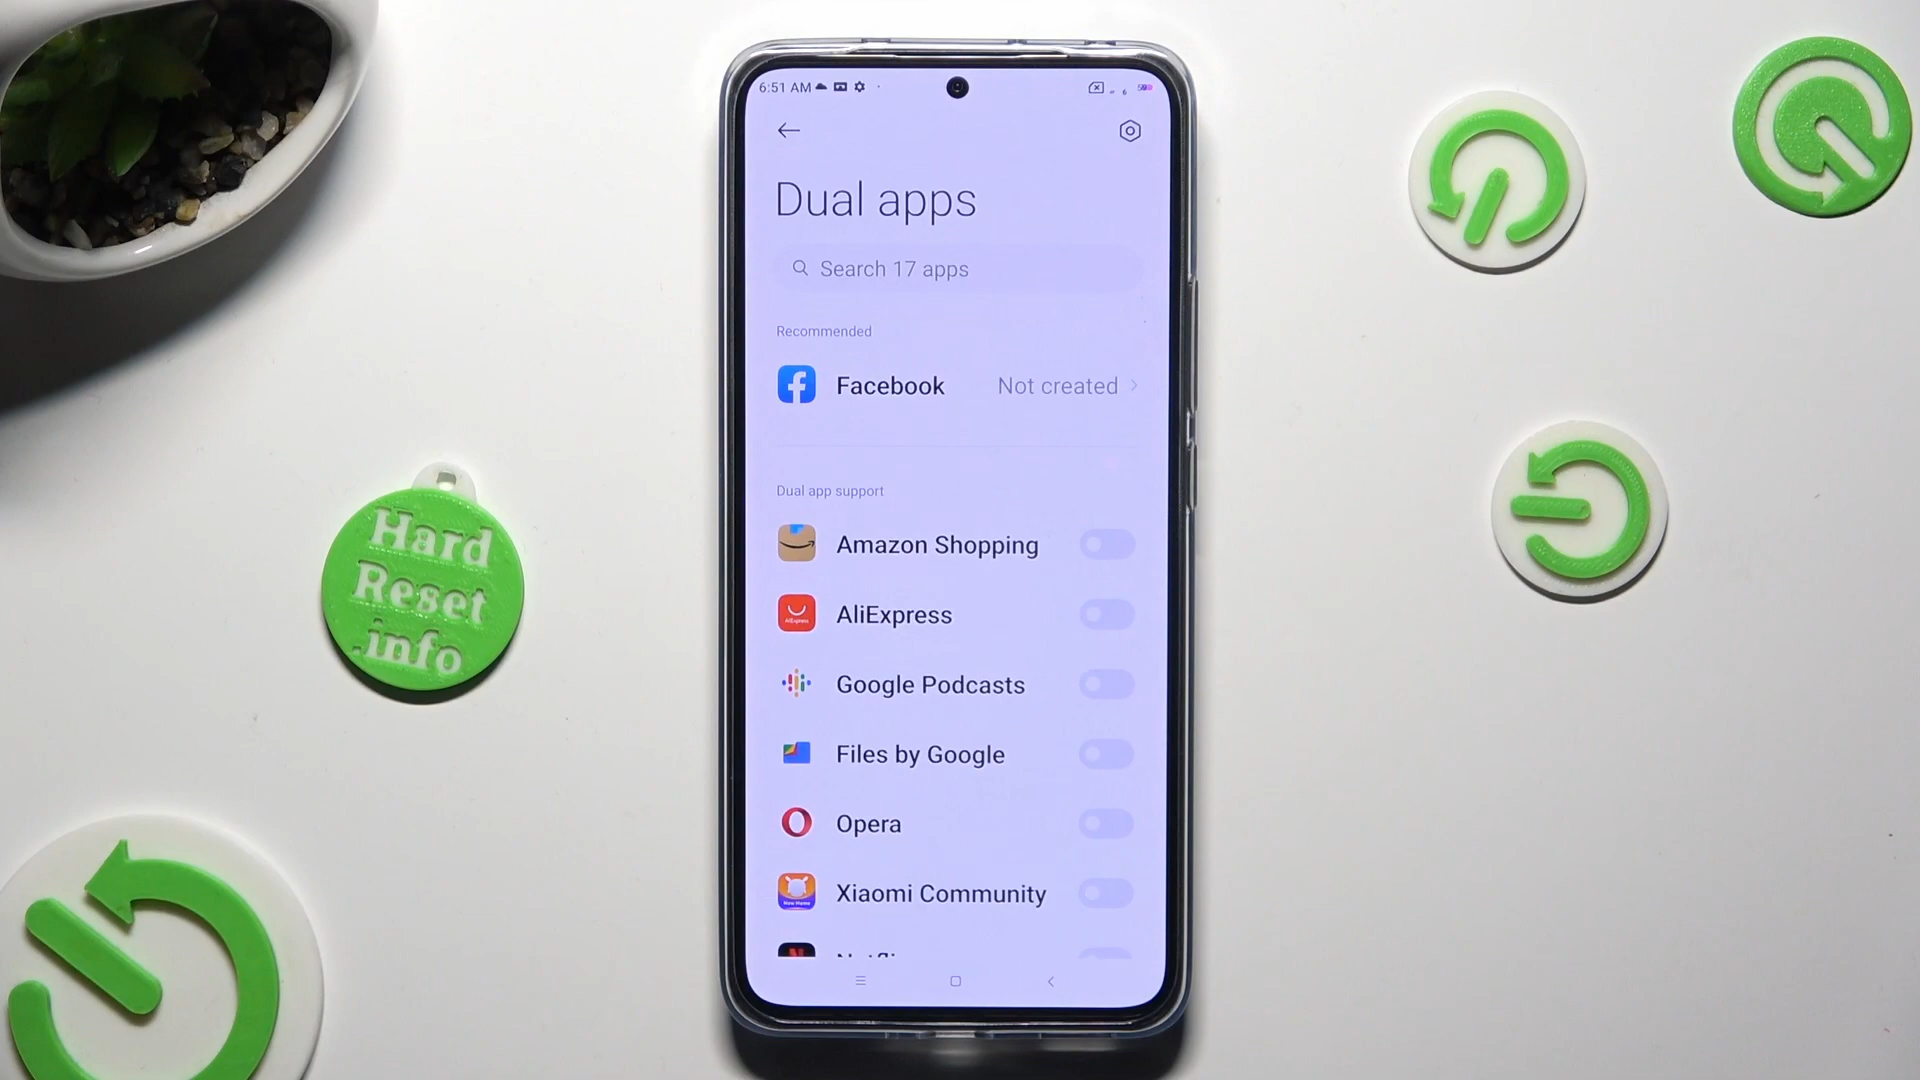 6:51 AM
Dual apps
Search 17 apps
Recommended
Facebook Not created
Dual app support
Amazon Shopping
AliExpress
Google Podcasts
Files by Google
Opera
Xiaomi Community
Hard
Reset
.info